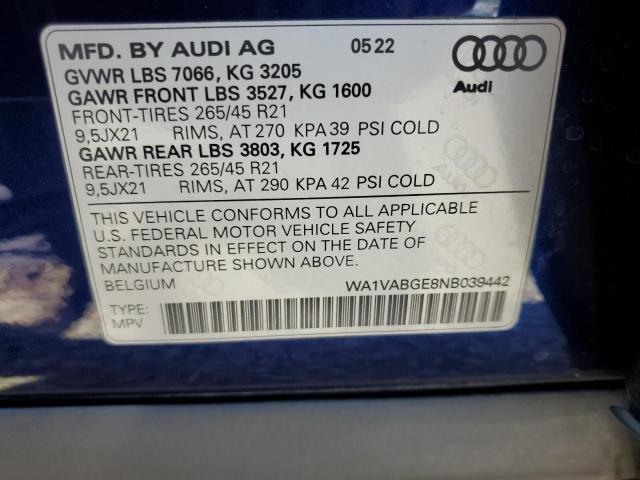 MFD. BY AUDI AG 05 22
GVWR LBS 7066, KG 3205
GAWR FRONT LBS 3527, KG 1600
FRONT-TIRES 265/45 R21
9,5JX21 RIMS, AT 270 KPA 39 PSI COLD
GAWR REAR LBS 3803, KG 1725
REAR-TIRES 265/45 R21
9,5JX21 RIMS, AT 290 KPA 42 PSI COLD
Audi
THIS VEHICLE CONFORMS TO ALL APPLICABLE
U.S. FEDERAL MOTOR VEHICLE SAFETY
STANDARDS IN EFFECT ON THE DATE OF
MANUFACTURE SHOWN ABOVE.
BELGIUM WA1VABGE8NB039442
TYPE:
MPV